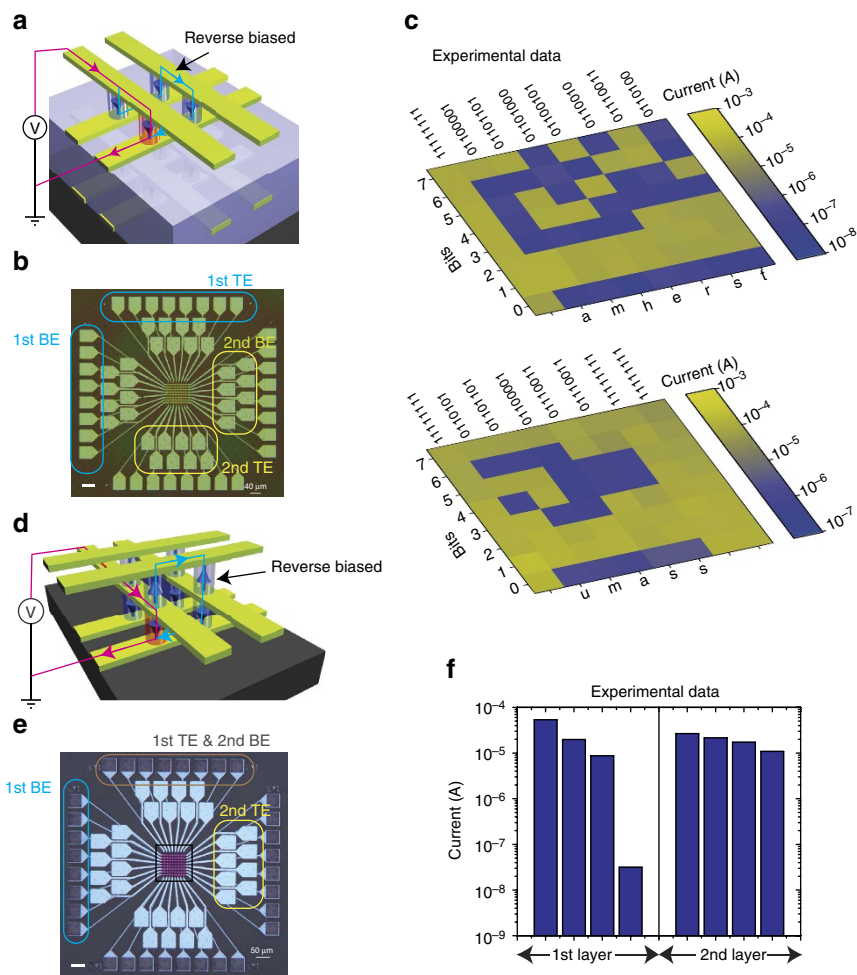 a
Reverse biased
V
b
1st TE
1st BE
2nd BE
2nd TE
40 μm
c
Experimental data
11111111
01100001
01101101
01101000
01100101
01110010
01110011
0110100
Current (A)
10–3
10–4
10–5
10–6
10–7
10–8
7
6
5
4
3
2
1
0
Bits
a m h e r s t
11111111
0110101
01101101
01100001
01110011
01110011
11111111
11111111
Current (A)
10–3
10–4
10–5
10–6
10–7
7
6
5
4
3
2
1
0
Bits
u m a s s
d
Reverse biased
V
e
1st TE & 2nd BE
1st BE
2nd TE
50 μm
f
Experimental data
10–4
10–5
10–6
10–7
10–8
10–9
Current (A)
1st layer
2nd layer